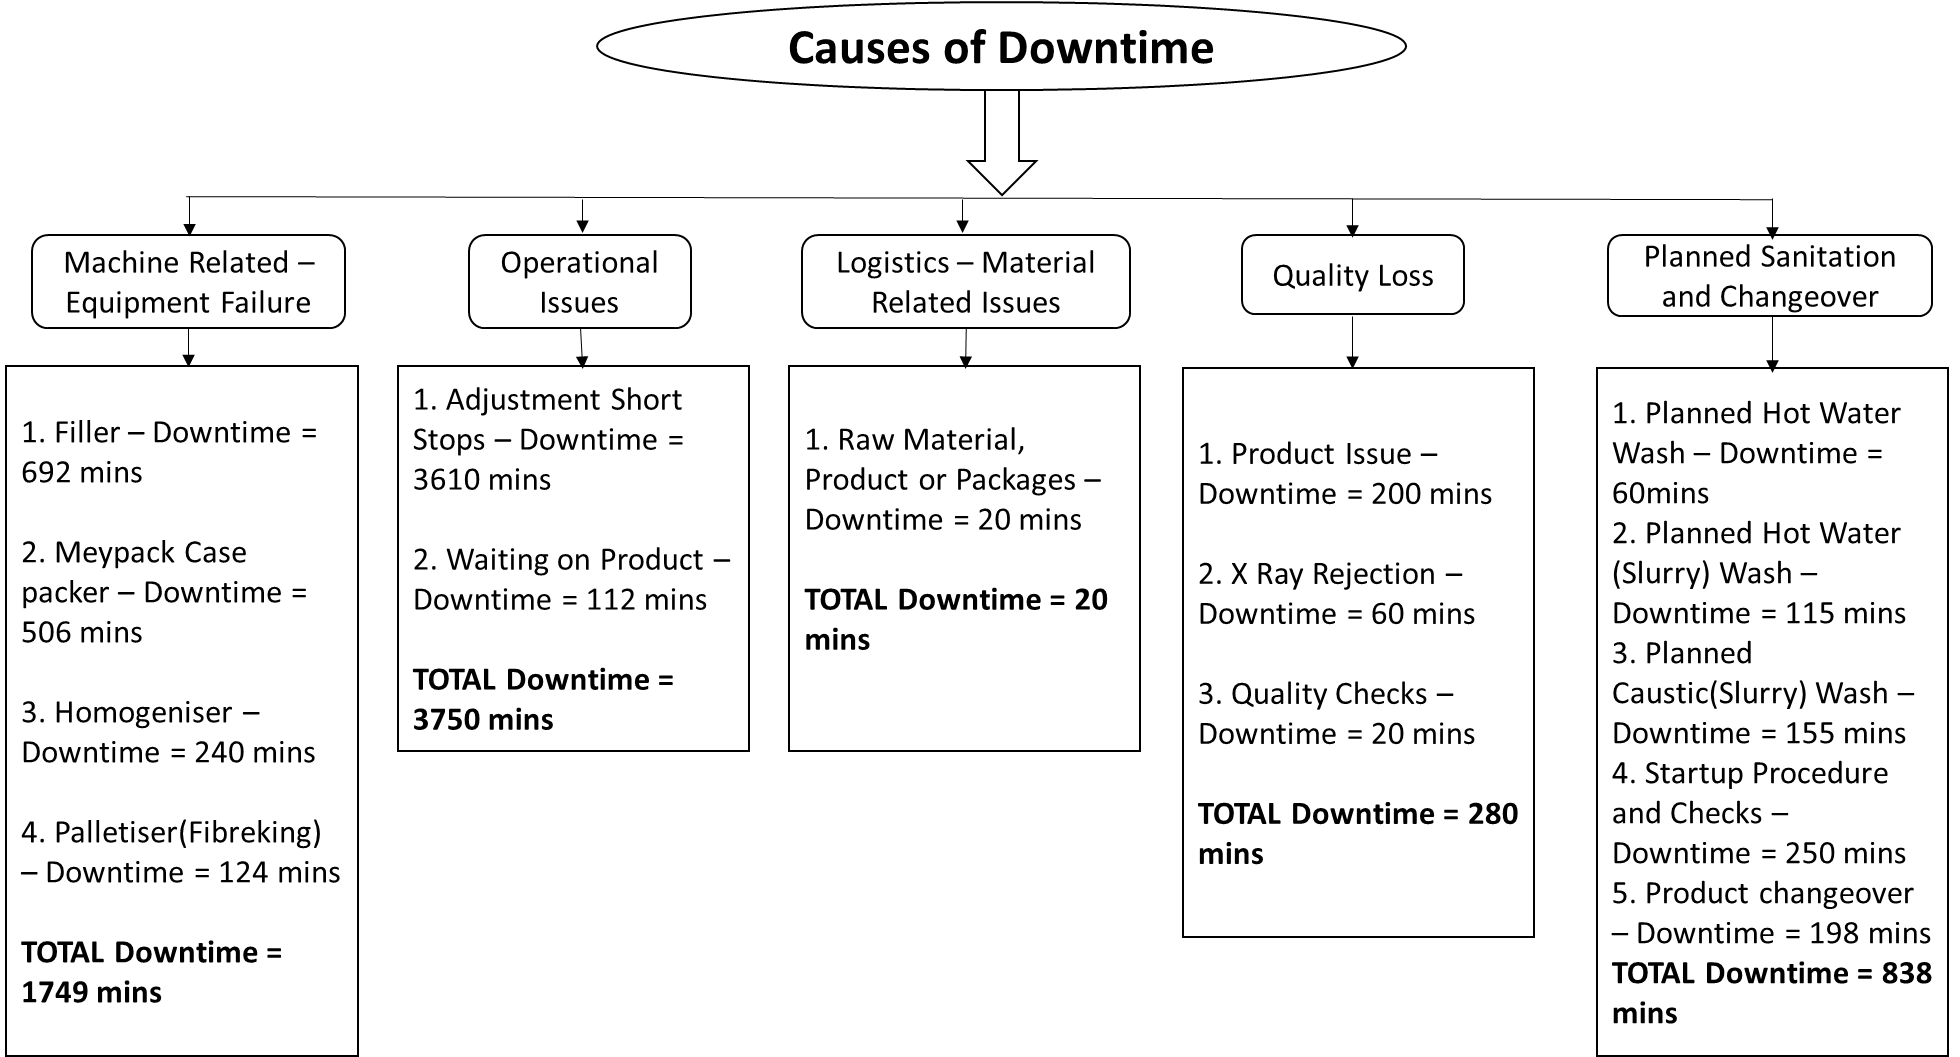 Causes of Downtime
Machine Related –
Equipment Failure
Operational
Issues
Logistics – Material
Related Issues
Quality Loss
Planned Sanitation
and Changeover
1. Filler – Downtime =
692 mins
2. Meypack Case
packer – Downtime =
506 mins
3. Homogeniser –
Downtime = 240 mins
4. Palletiser(Fibreking)
– Downtime = 124 mins
TOTAL Downtime =
1749 mins
1. Adjustment Short
Stops – Downtime =
3610 mins
2. Waiting on Product –
Downtime = 112 mins
TOTAL Downtime =
3750 mins
1. Raw Material,
Product or Packages –
Downtime = 20 mins
TOTAL Downtime = 20
mins
1. Product Issue –
Downtime = 200 mins
2. X Ray Rejection –
Downtime = 60 mins
3. Quality Checks –
Downtime = 20 mins
TOTAL Downtime = 280
mins
1. Planned Hot Water
Wash – Downtime =
60mins
2. Planned Hot Water
(Slurry) Wash –
Downtime = 115 mins
3. Planned
Caustic(Slurry) Wash –
Downtime = 155 mins
4. Startup Procedure
and Checks –
Downtime = 250 mins
5. Product changeover
– Downtime = 198 mins
TOTAL Downtime = 838
mins